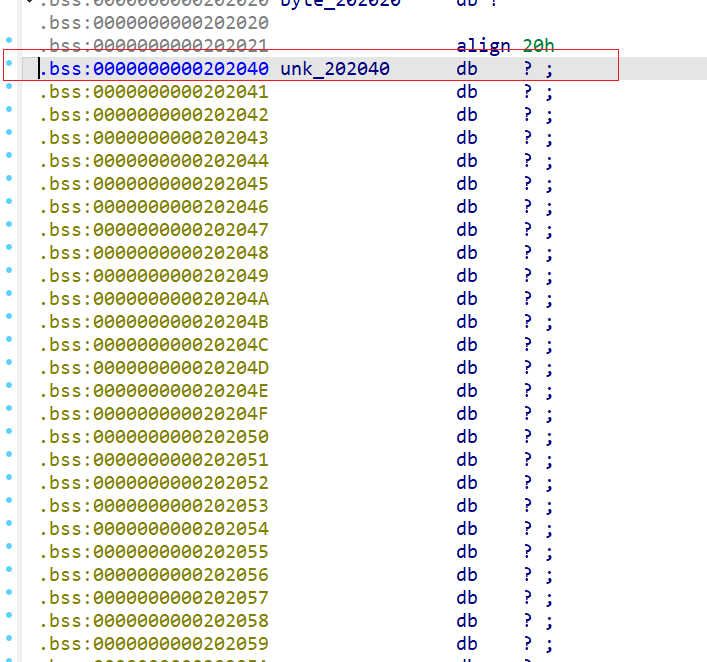 .bss:0000000000202020 byte_202020 db ?
.bss:0000000000202020
.bss:0000000000202021 align 20h
.bss:0000000000202040 unk_202040 db ? ;
.bss:0000000000202041 db ? ;
.bss:0000000000202042 db ? ;
.bss:0000000000202043 db ? ;
.bss:0000000000202044 db ? ;
.bss:0000000000202045 db ? ;
.bss:0000000000202046 db ? ;
.bss:0000000000202047 db ? ;
.bss:0000000000202048 db ? ;
.bss:0000000000202049 db ? ;
.bss:000000000020204A db ? ;
.bss:000000000020204B db ? ;
.bss:000000000020204C db ? ;
.bss:000000000020204D db ? ;
.bss:000000000020204E db ? ;
.bss:000000000020204F db ? ;
.bss:0000000000202050 db ? ;
.bss:0000000000202051 db ? ;
.bss:0000000000202052 db ? ;
.bss:0000000000202053 db ? ;
.bss:0000000000202054 db ? ;
.bss:0000000000202055 db ? ;
.bss:0000000000202056 db ? ;
.bss:0000000000202057 db ? ;
.bss:0000000000202058 db ? ;
.bss:0000000000202059 db ? ;